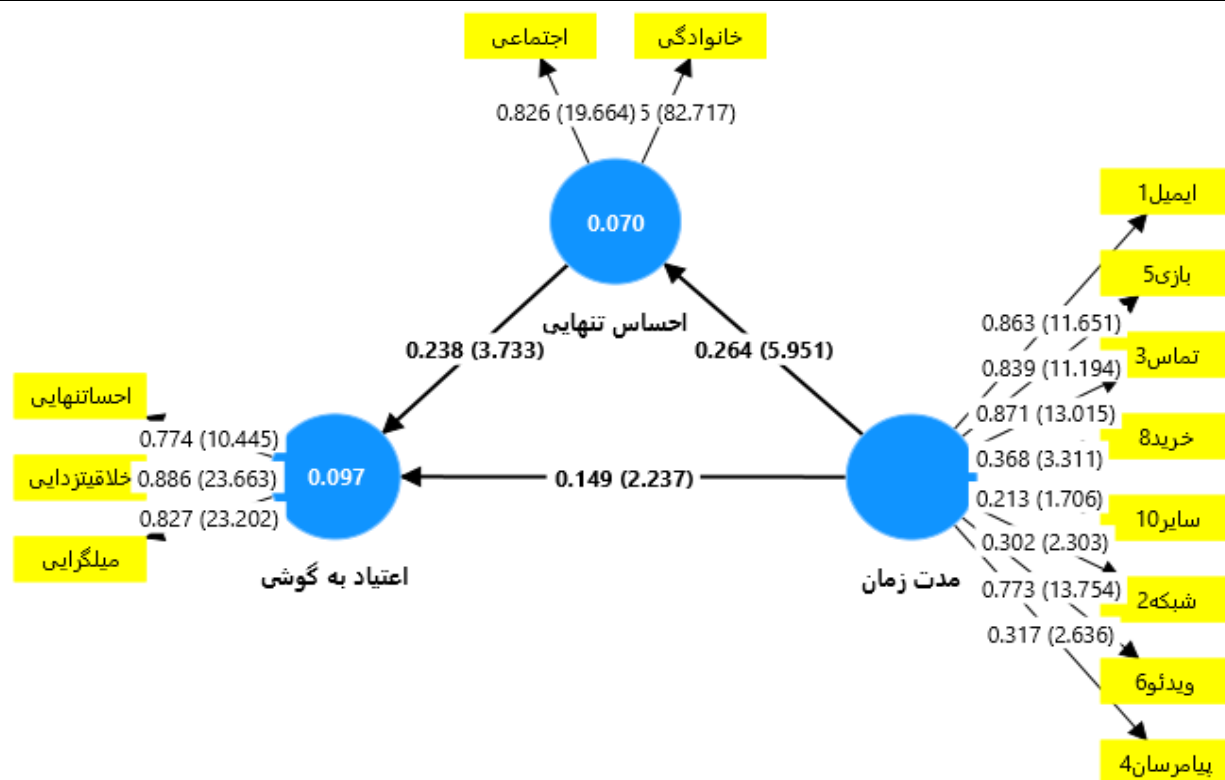 اجتماعی
خانوادگی
0.826 (19.664)
5 (82.717)
0.070
احساس تنهایی
0.238 (3.733)
0.264 (5.951)
0.149 (2.237)
احساتنهایی
خلاقیتزدایی
میلگرایی
0.774 (10.445)
0.886 (23.663)
0.827 (23.202)
0.097
اعتیاد به گوشی
مدت زمان
0.863 (11.651)
0.839 (11.194)
0.871 (13.015)
0.368 (3.311)
0.213 (1.706)
0.302 (2.303)
0.773 (13.754)
0.317 (2.636)
ایمیل1
بازی5
تماس3
خرید8
سایر10
شبکه2
ویدئو6
پیامرسان4